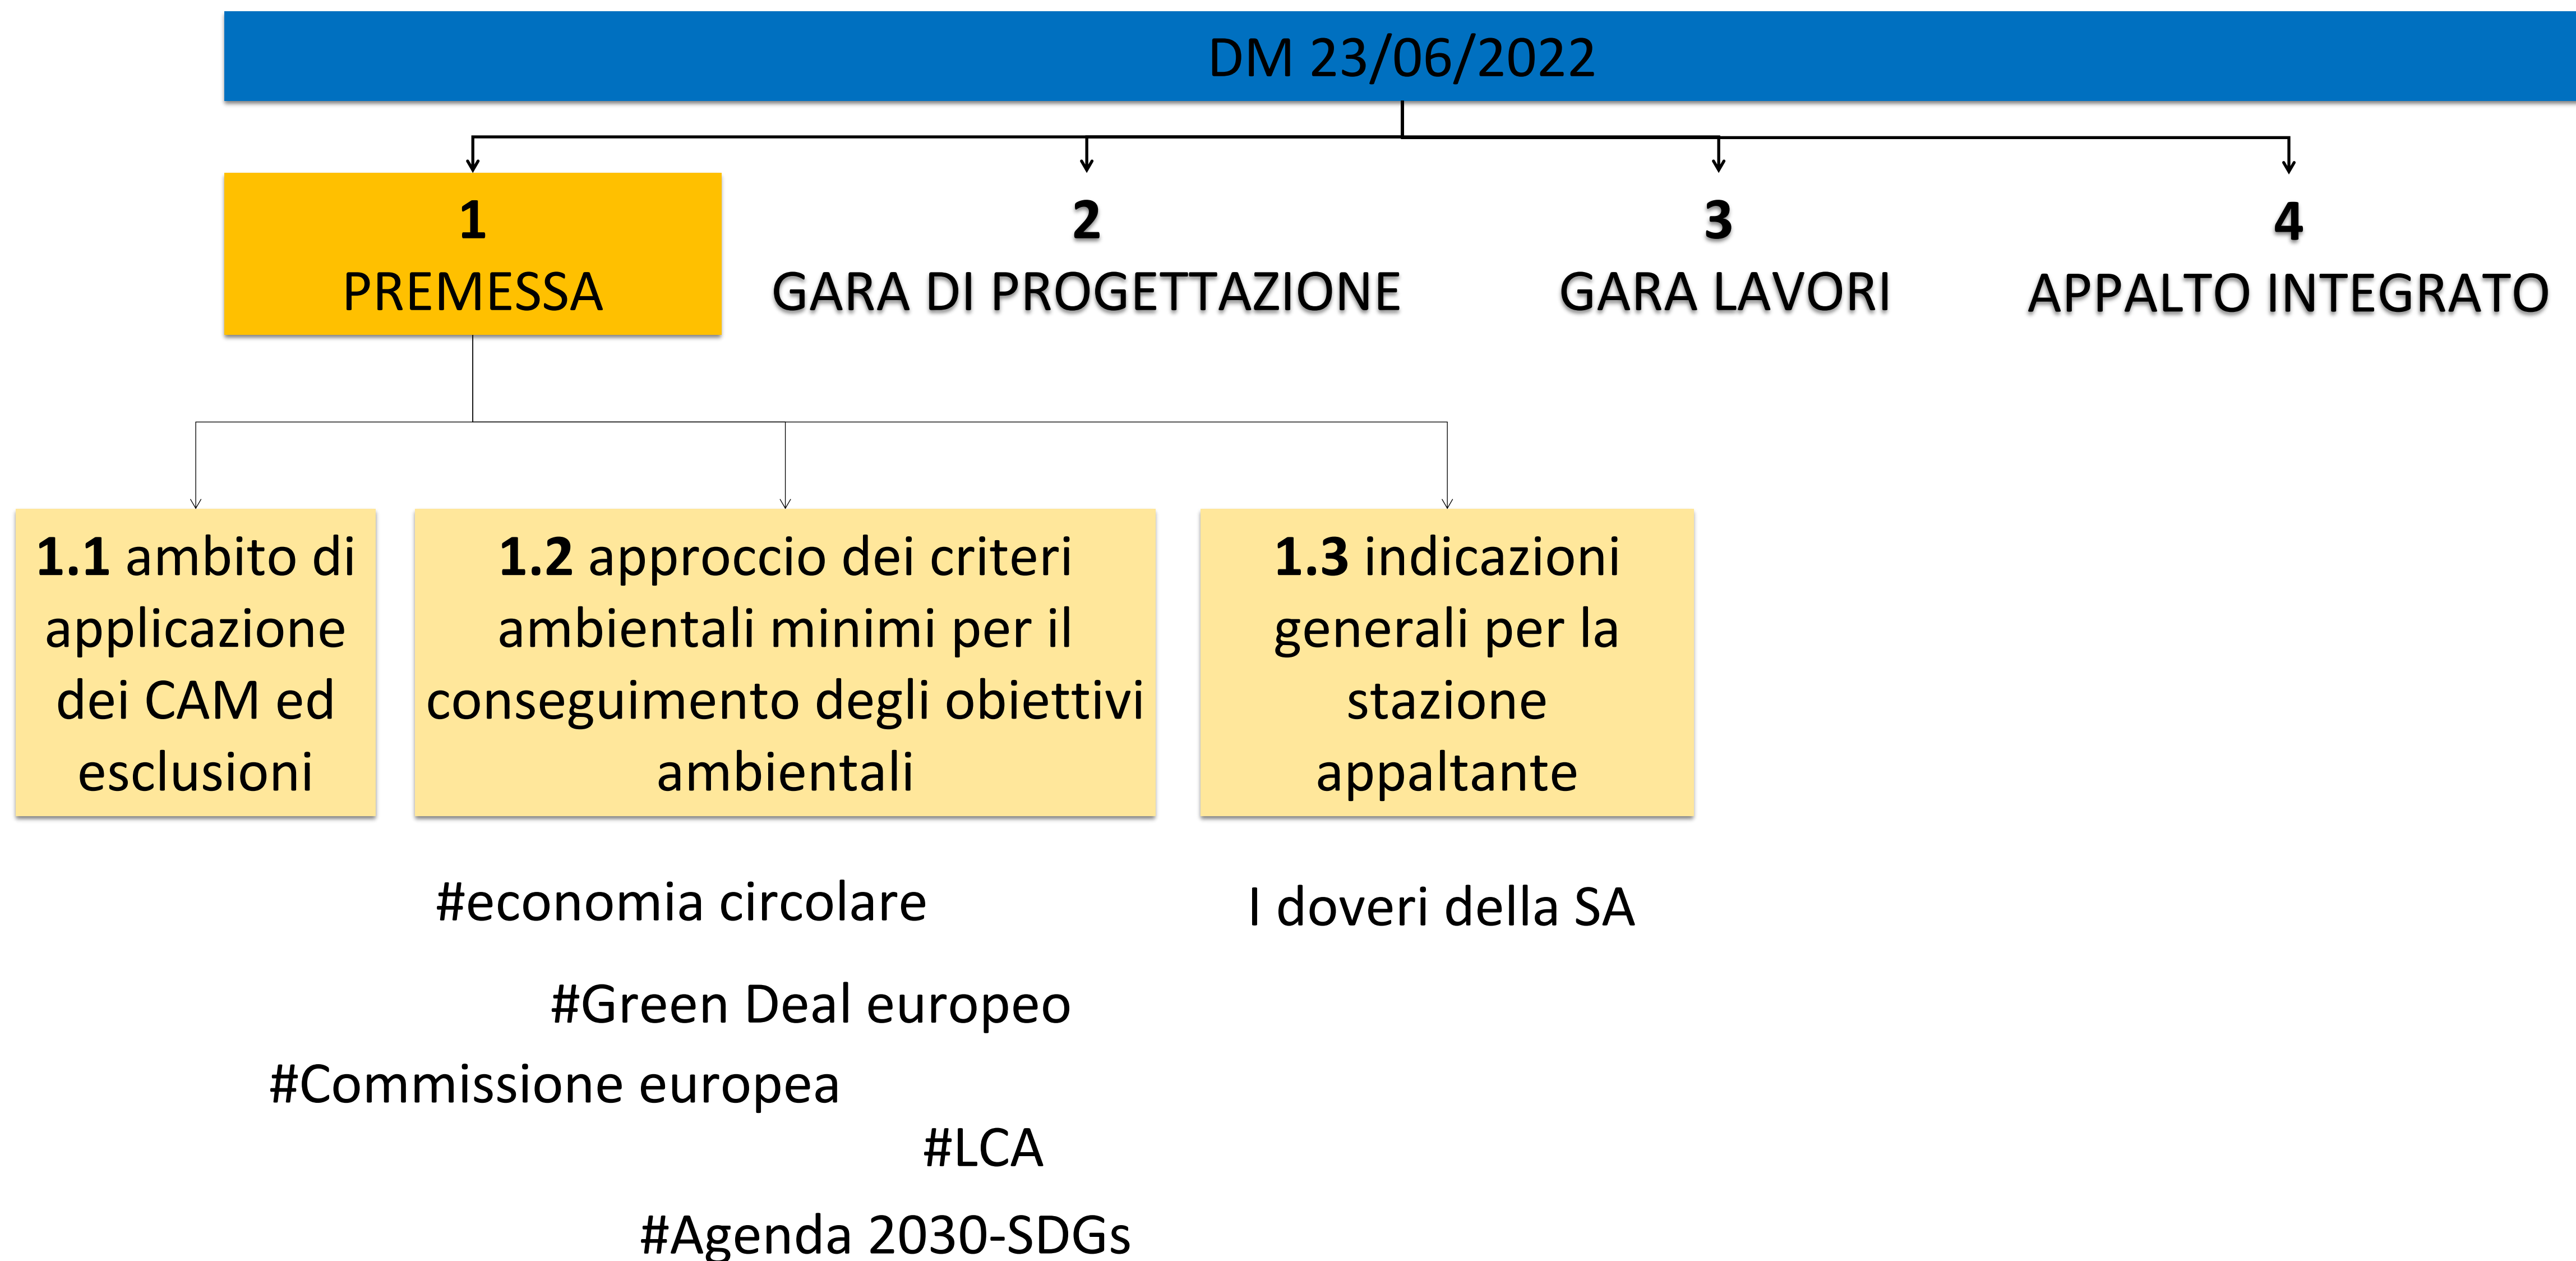 DM 23/06/2022
1
PREMESSA
2
GARA DI PROGETTAZIONE
3
GARA LAVORI
4
APPALTO INTEGRATO
1.1 ambito di
applicazione
dei CAM ed
esclusioni
1.2 approccio dei criteri
ambientali minimi per il
conseguimento degli obiettivi
ambientali
1.3 indicazioni
generali per la
stazione
appaltante
#economia circolare
I doveri della SA
#Green Deal europeo
#Commissione europea
#LCA
#Agenda 2030-SDGs